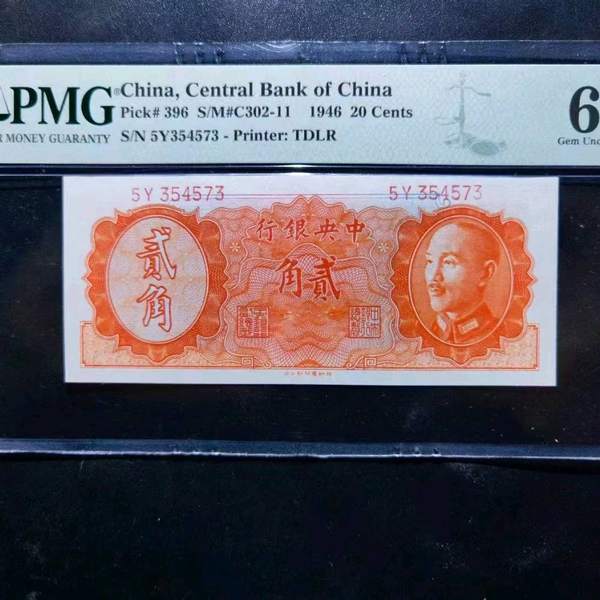 PMG
® China, Central Bank of China
Pick# 396 S/M#C302-11 1946 20 Cents
MONEY GUARANTY
S/N 5Y354573 - Printer: TDLR
6
Gem Unc
5Y 354573
5Y 354573
行銀央中
貳角
角貳